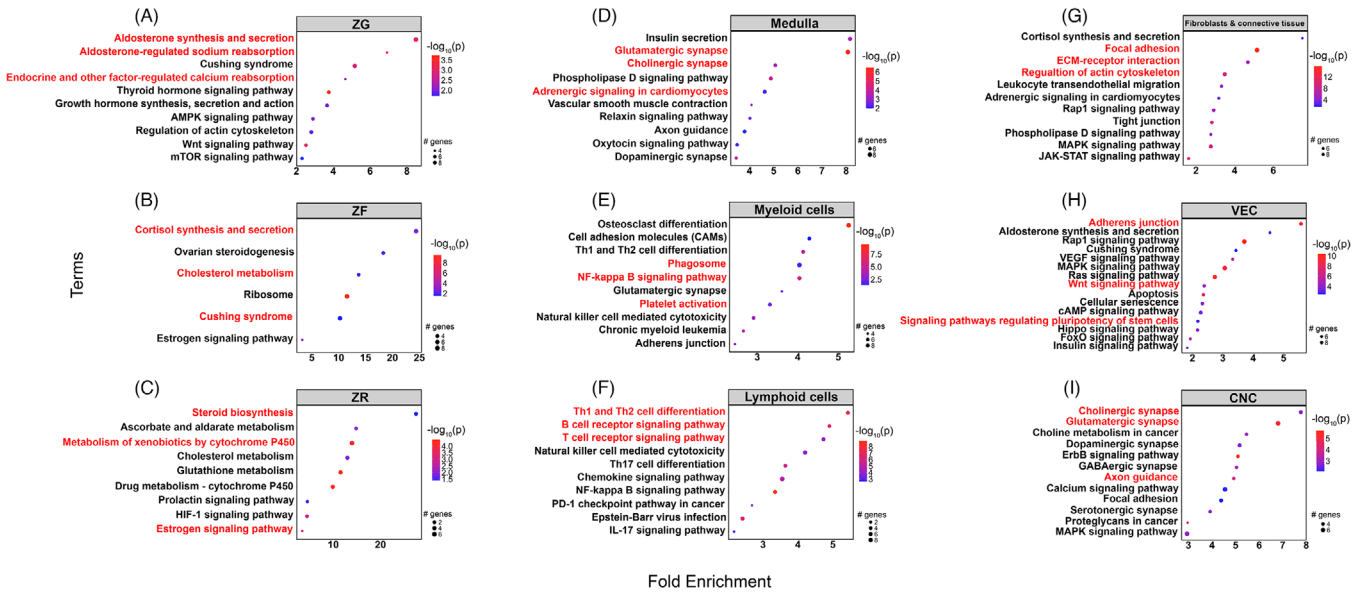 (A)
ZG
Aldosterone synthesis and secretion
Aldosterone-regulated sodium reabsorption
Cushing syndrome
Endocrine and other factor-regulated calcium reabsorption
Thyroid hormone signaling pathway
Growth hormone synthesis, secretion and action
AMPK signaling pathway
Regulation of actin cytoskeleton
Wnt signaling pathway
mTOR signaling pathway
2 4 6 8
-log10(p)
3.5
3.0
2.5
2.0
# genes
4
6
8
(B)
ZF
Cortisol synthesis and secretion
Ovarian steroidogenesis
Cholesterol metabolism
Ribosome
Cushing syndrome
Estrogen signaling pathway
5 10 15 20 25
-log10(p)
8
6
4
2
# genes
4
6
8
Terms
(C)
ZR
Steroid biosynthesis
Ascorbate and aldarate metabolism
Metabolism of xenobiotics by cytochrome P450
Cholesterol metabolism
Glutathione metabolism
Drug metabolism - cytochrome P450
Prolactin signaling pathway
HIF-1 signaling pathway
Estrogen signaling pathway
10 20
-log10(p)
4.0
3.5
3.0
2.5
2.0
1.5
# genes
2
4
6
(D)
Medulla
Insulin secretion
Glutamatergic synapse
Cholinergic synapse
Phospholipase D signaling pathway
Adrenergic signaling in cardiomyocytes
Vascular smooth muscle contraction
Relaxin signaling pathway
Axon guidance
Oxytocin signaling pathway
Dopaminergic synapse
4 5 6 7 8
-log10(p)
6
5
4
3
2
# genes
4
6
8
(E)
Myeloid cells
Osteosclast differentiation
Cell adhesion molecules (CAMs)
Th1 and Th2 cell differentiation
Phagosome
NF-kappa B signaling pathway
Glutamatergic synapse
Platelet activation
Natural killer cell mediated cytotoxicity
Chronic myeloid leukemia
Adherens junction
3 4 5
-log10(p)
7.5
5.0
2.5
# genes
4
6
8
(F)
Lymphoid cells
Th1 and Th2 cell differentiation
B cell receptor signaling pathway
T cell receptor signaling pathway
Natural killer cell mediated cytotoxicity
Th17 cell differentiation
Chemokine signaling pathway
NF-kappa B signaling pathway
PD-1 checkpoint pathway in cancer
Epstein-Barr virus infection
IL-17 signaling pathway
3 4 5
-log10(p)
8
7
6
5
4
3
# genes
2
4
6
8
Fold Enrichment
(G)
Fibroblasts & connective tissue
Cortisol synthesis and secretion
Focal adhesion
ECM-receptor interaction
Regualtion of actin cytoskeleton
Leukocyte transendothelial migration
Adrenergic signaling in cardiomyocytes
Rap1 signaling pathway
Tight junction
Phospholipase D signaling pathway
MAPK signaling pathway
JAK-STAT signaling pathway
2 4 6
-log10(p)
12
8
4
# genes
6
8
(H)
VEC
Adherens junction
Aldosterone synthesis and secretion
Rap1 signaling pathway
Cushing syndrome
VEGF signaling pathway
MAPK signaling pathway
Ras signaling pathway
Wnt signaling pathway
Apoptosis
Cellular senescence
cAMP signaling pathway
Signaling pathways regulating pluripotency of stem cells
Hippo signaling pathway
FoxO signaling pathway
Insulin signaling pathway
2 3 4 5
-log10(p)
10
8
6
4
# genes
6
8
(I)
CNC
Cholinergic synapse
Glutamatergic synapse
Choline metabolism in cancer
Dopaminergic synapse
ErbB signaling pathway
GABAergic synapse
Axon guidance
Calcium signaling pathway
Focal adhesion
Serotonergic synapse
Proteglycans in cancer
MAPK signaling pathway
3 4 5 6 7 8
-log10(p)
5
4
3
2
# genes
4
6